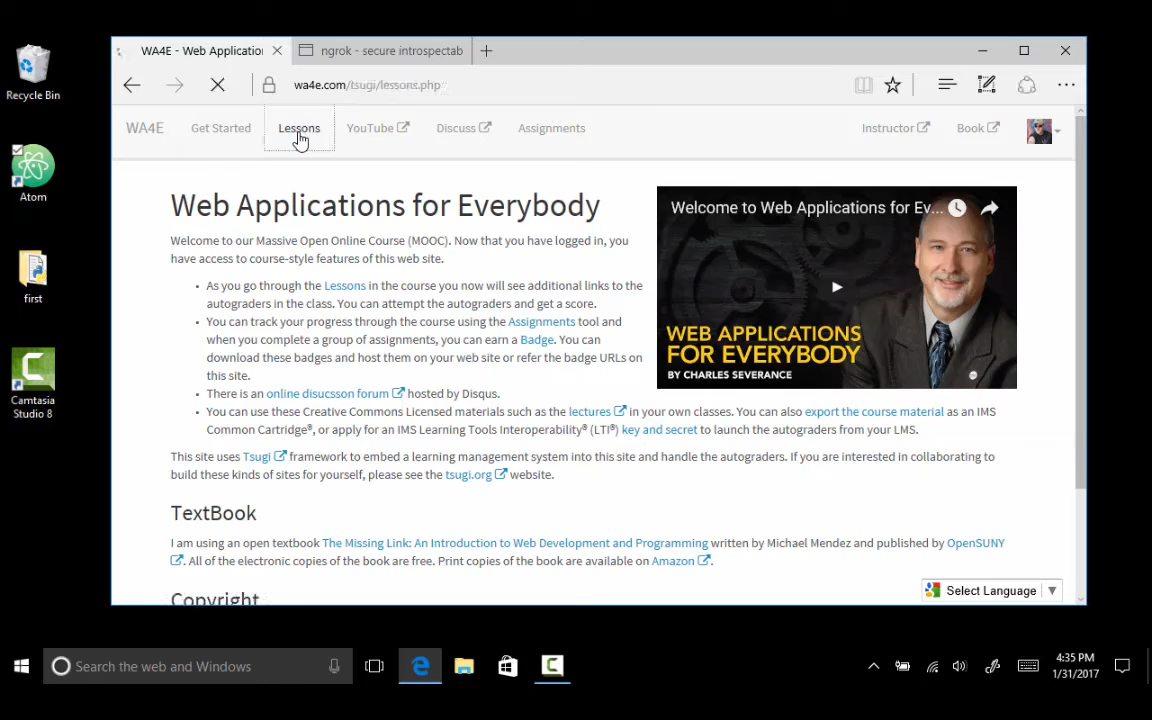 Recycle Bin
Atom
first
Camtasia
Studio 8
WA4E - Web Application
ngrok - secure introspectab
wa4e.com/tsugi/lessons.php
WA4E
Get Started
Lessons
YouTube
Discuss
Assignments
Instructor
Book
Web Applications for Everybody
Welcome to our Massive Open Online Course (MOOC). Now that you have logged in, you
have access to course-style features of this web site.
As you go through the Lessons in the course you now will see additional links to the
autograders in the class. You can attempt the autograders and get a score.
You can track your progress through the course using the Assignments tool and
when you complete a group of assignments, you can earn a Badge. You can
download these badges and host them on your web site or refer the badge URLs on
this site.
There is an online disucsson forum hosted by Disqus.
You can use these Creative Commons Licensed materials such as the lectures in your own classes. You can also export the course material as an IMS
Common Cartridge®, or apply for an IMS Learning Tools Interoperability® (LTI®) key and secret to launch the autograders from your LMS.
Welcome to Web Applications for Ev...
WEB APPLICATIONS
FOR EVERYBODY
BY CHARLES SEVERANCE
This site uses Tsugi framework to embed a learning management system into this site and handle the autograders. If you are interested in collaborating to
build these kinds of sites for yourself, please see the tsugi.org website.
TextBook
I am using an open textbook The Missing Link: An Introduction to Web Development and Programming written by Michael Mendez and published by OpenSUNY
. All of the electronic copies of the book are free. Print copies of the book are available on Amazon .
Copyright
Select Language
Search the web and Windows
4:35 PM
1/31/2017